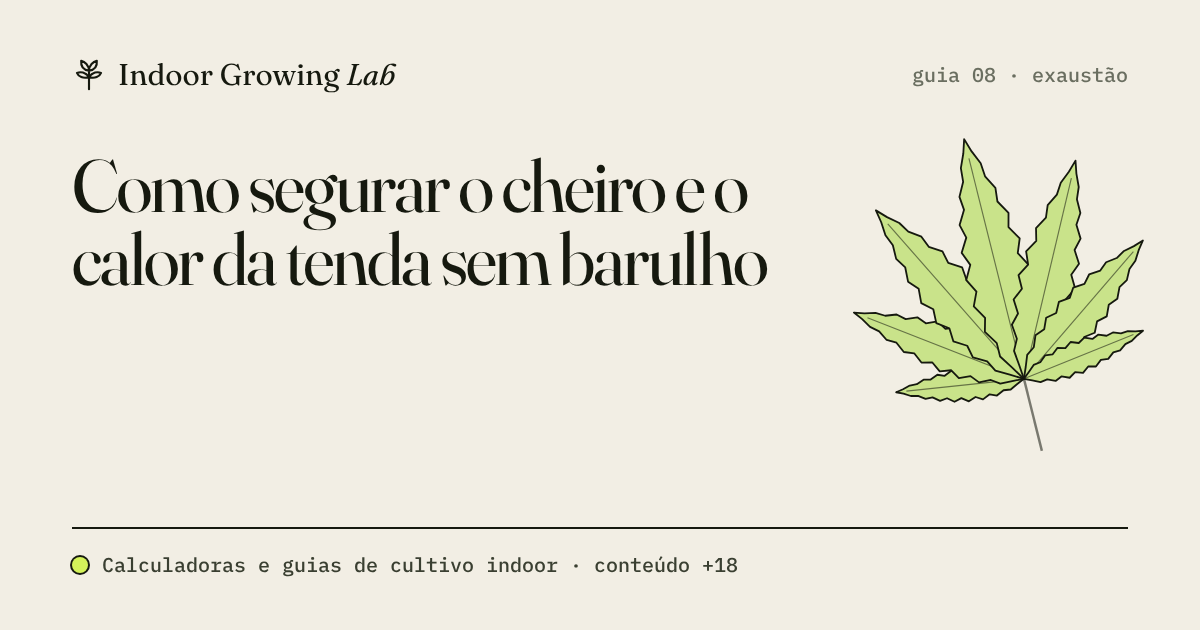 Indoor Growing Lab
guia 08 · exaustão
Como segurar o cheiro e o
calor da tenda sem barulho
Calculadoras e guias de cultivo indoor · conteúdo +18